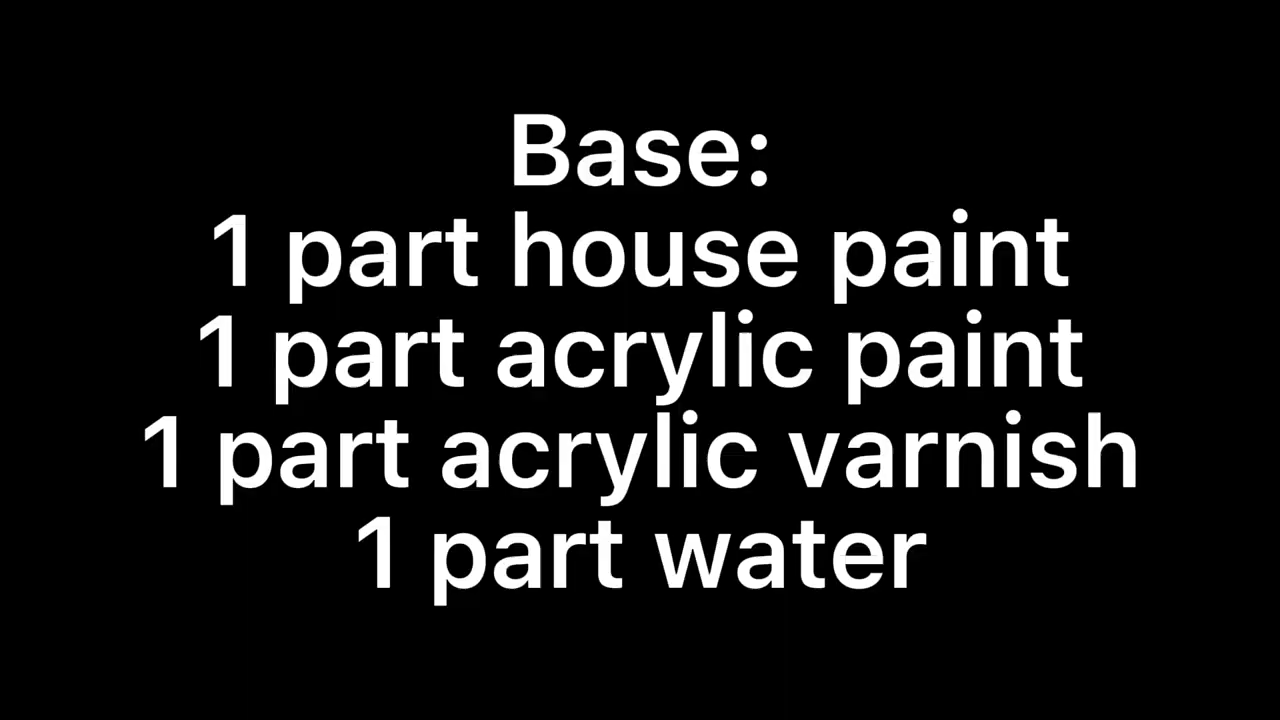 Base:
1 part house paint
1 part acrylic paint
1 part acrylic varnish
1 part water